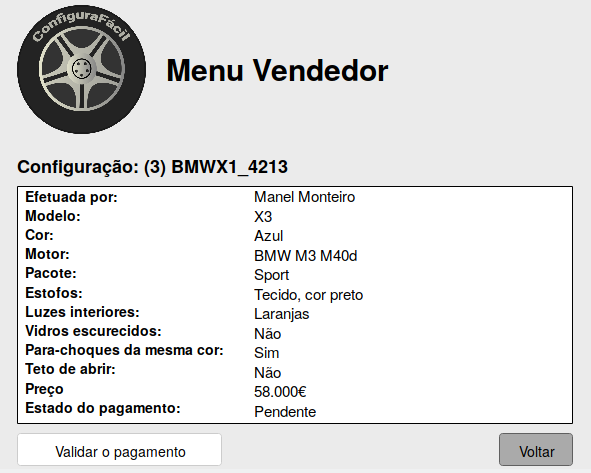 ConfiguraFácil
Menu Vendedor
Configuração: (3) BMWX1_4213
Efetuada por: Manel Monteiro
Modelo: X3
Cor: Azul
Motor: BMW M3 M40d
Pacote: Sport
Estofos: Tecido, cor preto
Luzes interiores: Laranjas
Vidros escurecidos: Não
Para-choques da mesma cor: Sim
Teto de abrir: Não
Preço 58.000€
Estado do pagamento: Pendente
Validar o pagamento Voltar